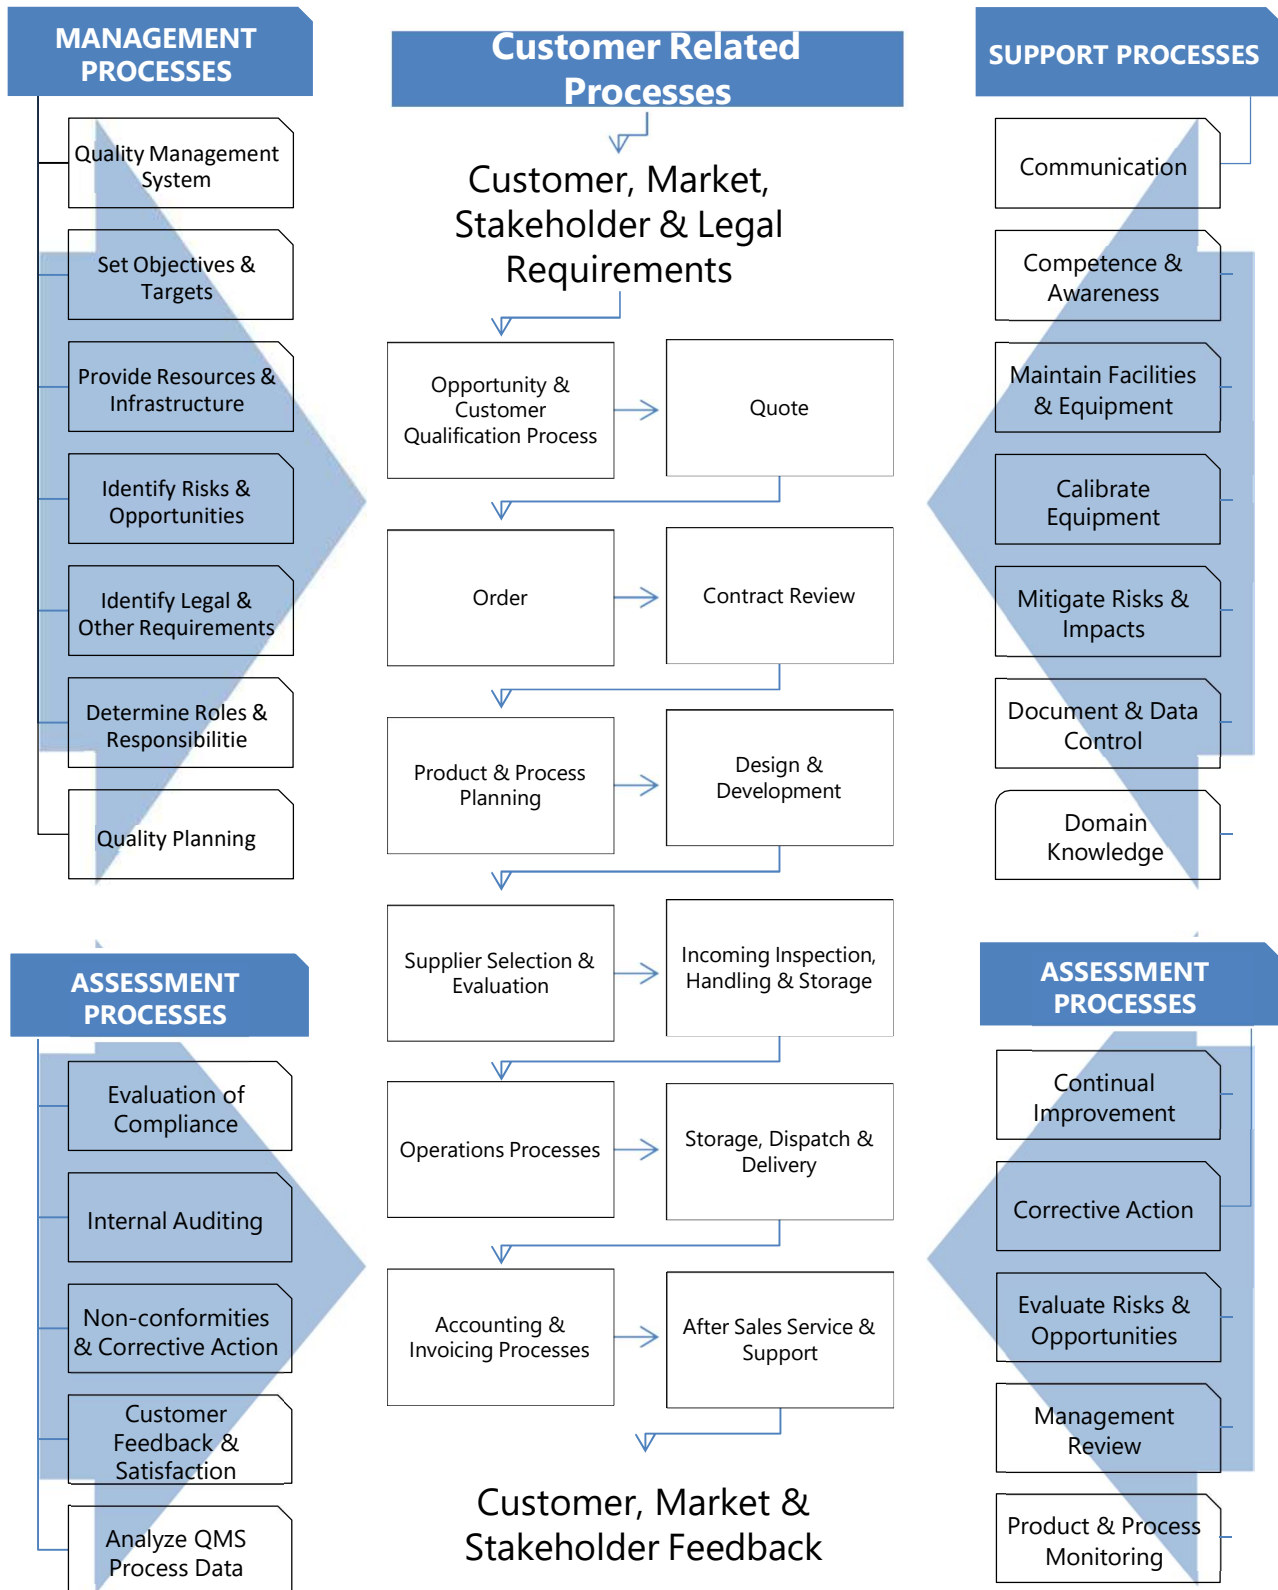 MANAGEMENT
PROCESSES
Quality Management
System
Set Objectives &
Targets
Provide Resources &
Infrastructure
Identify Risks &
Opportunities
Identify Legal &
Other Requirements
Determine Roles &
Responsibilitie
Quality Planning
ASSESSMENT
PROCESSES
Evaluation of
Compliance
Internal Auditing
Non-conformities
& Corrective Action
Customer
Feedback &
Satisfaction
Analyze QMS
Process Data
Customer Related
Processes
Customer, Market,
Stakeholder & Legal
Requirements
Opportunity &
Customer
Qualification Process
Quote
Order
Contract Review
Product & Process
Planning
Design &
Development
Supplier Selection &
Evaluation
Incoming Inspection,
Handling & Storage
Operations Processes
Storage, Dispatch &
Delivery
Accounting &
Invoicing Processes
After Sales Service &
Support
Customer, Market &
Stakeholder Feedback
SUPPORT PROCESSES
Communication
Competence &
Awareness
Maintain Facilities
& Equipment
Calibrate
Equipment
Mitigate Risks &
Impacts
Document & Data
Control
Domain
Knowledge
ASSESSMENT
PROCESSES
Continual
Improvement
Corrective Action
Evaluate Risks &
Opportunities
Management
Review
Product & Process
Monitoring